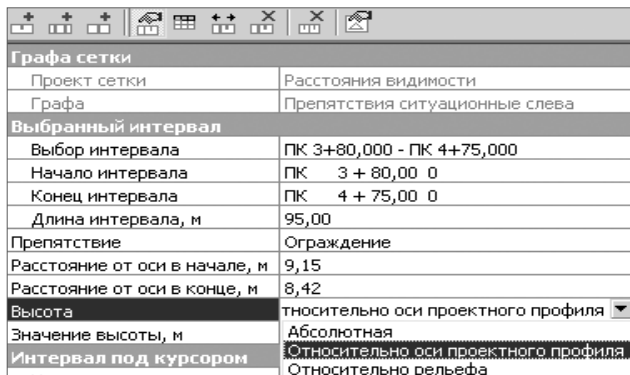 Графа сетки
Проект сетки Расстояния видимости
Графа Препятствия ситуационные слева
Выбранный интервал
Выбор интервала ПК 3+80,000 - ПК 4+75,000
Начало интервала ПК 3 + 80,00 0
Конец интервала ПК 4 + 75,00 0
Длина интервала, м 95,00
Препятствие Ограждение
Расстояние от оси в начале, м 9,15
Расстояние от оси в конце, м 8,42
Высота тносительно оси проектного профиля
Значение высоты, м Абсолютная
Относительно оси проектного профиля
Интервал под курсором Относительно рельефа